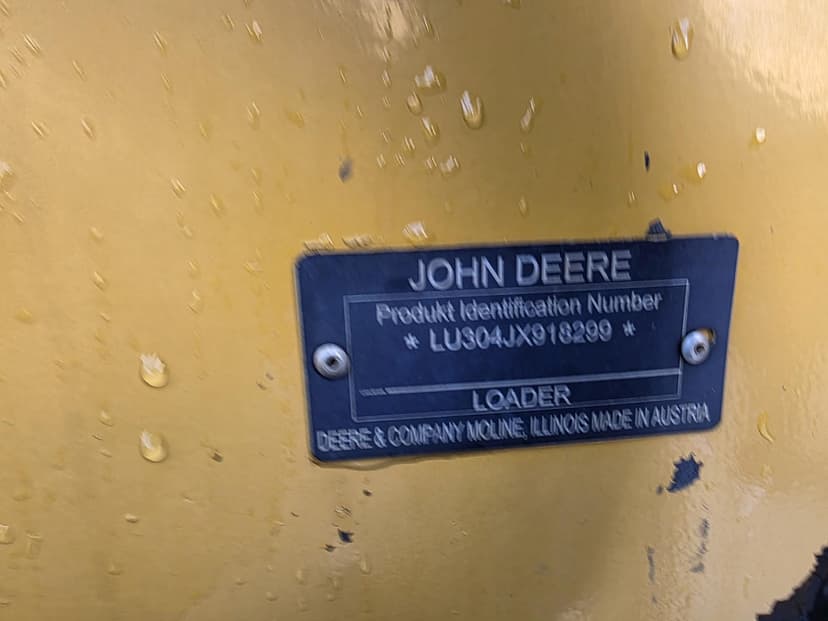 JOHN DEERE
Produkt Identification Number
* LU304JX918299 *
LOADER
DEERE & COMPANY MOLINE, ILLINOIS MADE IN AUSTRIA